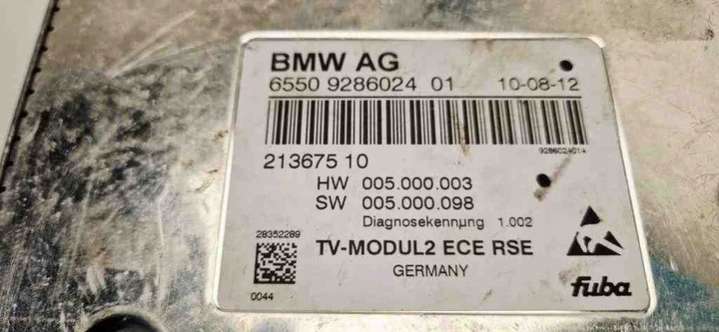 BMW AG
6550 9286024 01 10-08-12
9286024014
213675 10
HW 005.000.003
SW 005.000.098
Diagnosekennung 1.002
28352289
TV-MODUL2 ECE RSE
GERMANY
0044
fuba